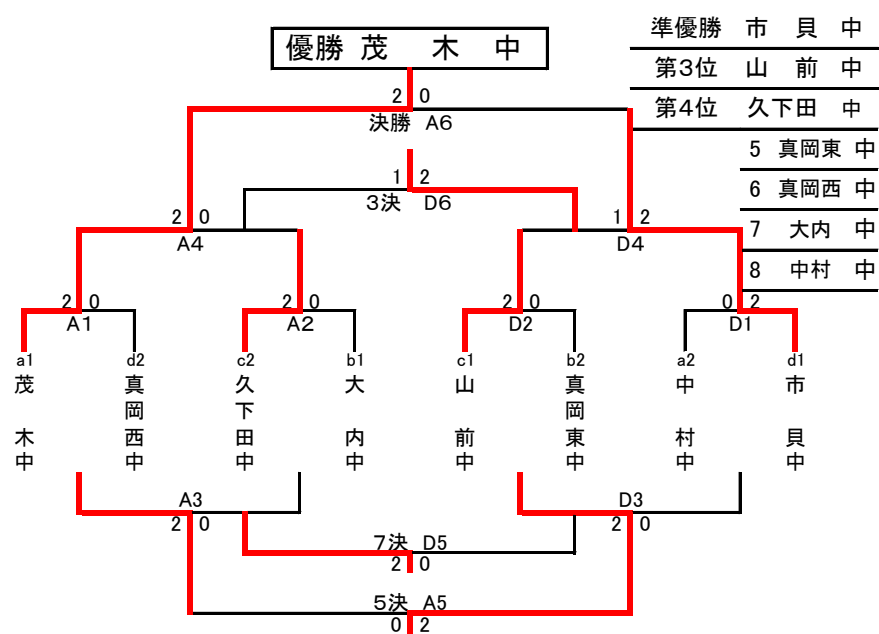 優勝 茂 木 中
準優勝 市 貝 中
第3位 山 前 中
第4位 久下田 中
5 真岡東 中
6 真岡西 中
7 大内 中
8 中村 中
2 0
決勝 A6
1 2
3決 D6
2 0
A4
1 2
D4
2 0
A1
2 0
A2
2 0
D2
0 2
D1
a1 d2 c2 b1 c1 b2 a2 d1
茂木中
真岡西中
久下田中
大内中
山前中
真岡東中
中村中
市貝中
A3
2 0
D3
2 0
7決 D5
2 0
5決 A5
0 2